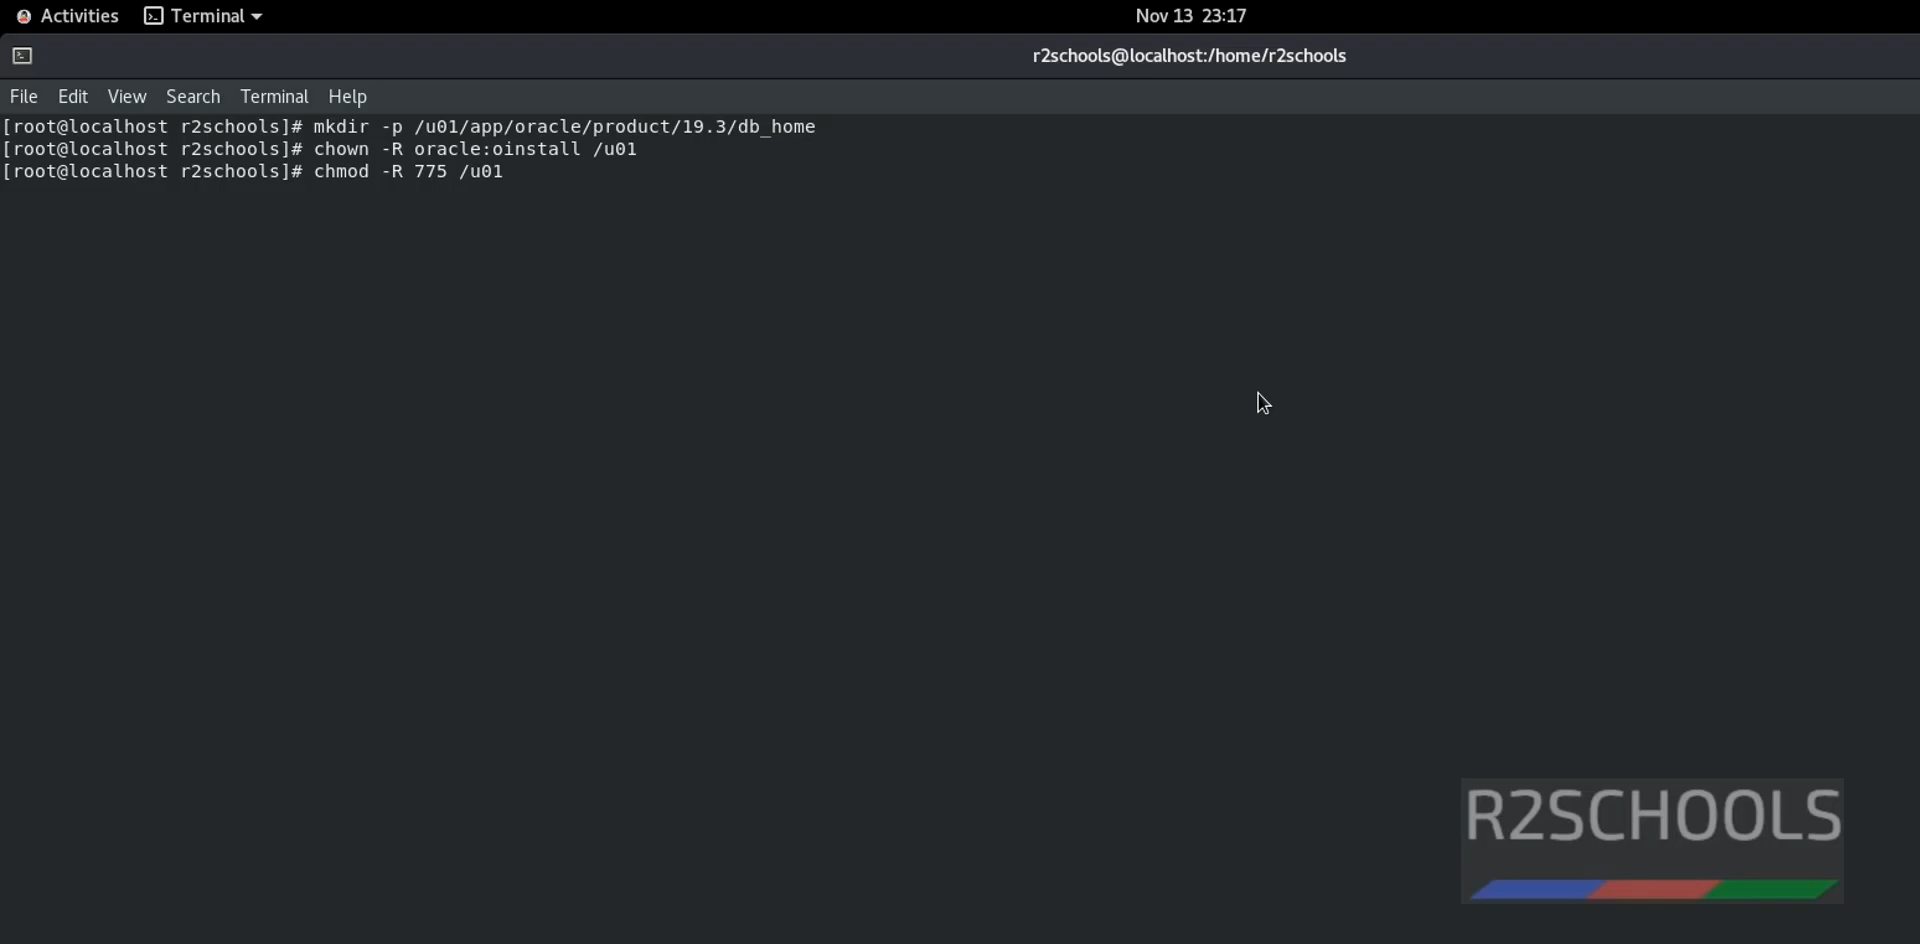 Activities Terminal Nov 13 23:17
r2schools@localhost:/home/r2schools
File Edit View Search Terminal Help
[root@localhost r2schools]# mkdir -p /u01/app/oracle/product/19.3/db_home
[root@localhost r2schools]# chown -R oracle:oinstall /u01
[root@localhost r2schools]# chmod -R 775 /u01
R2SCHOOLS